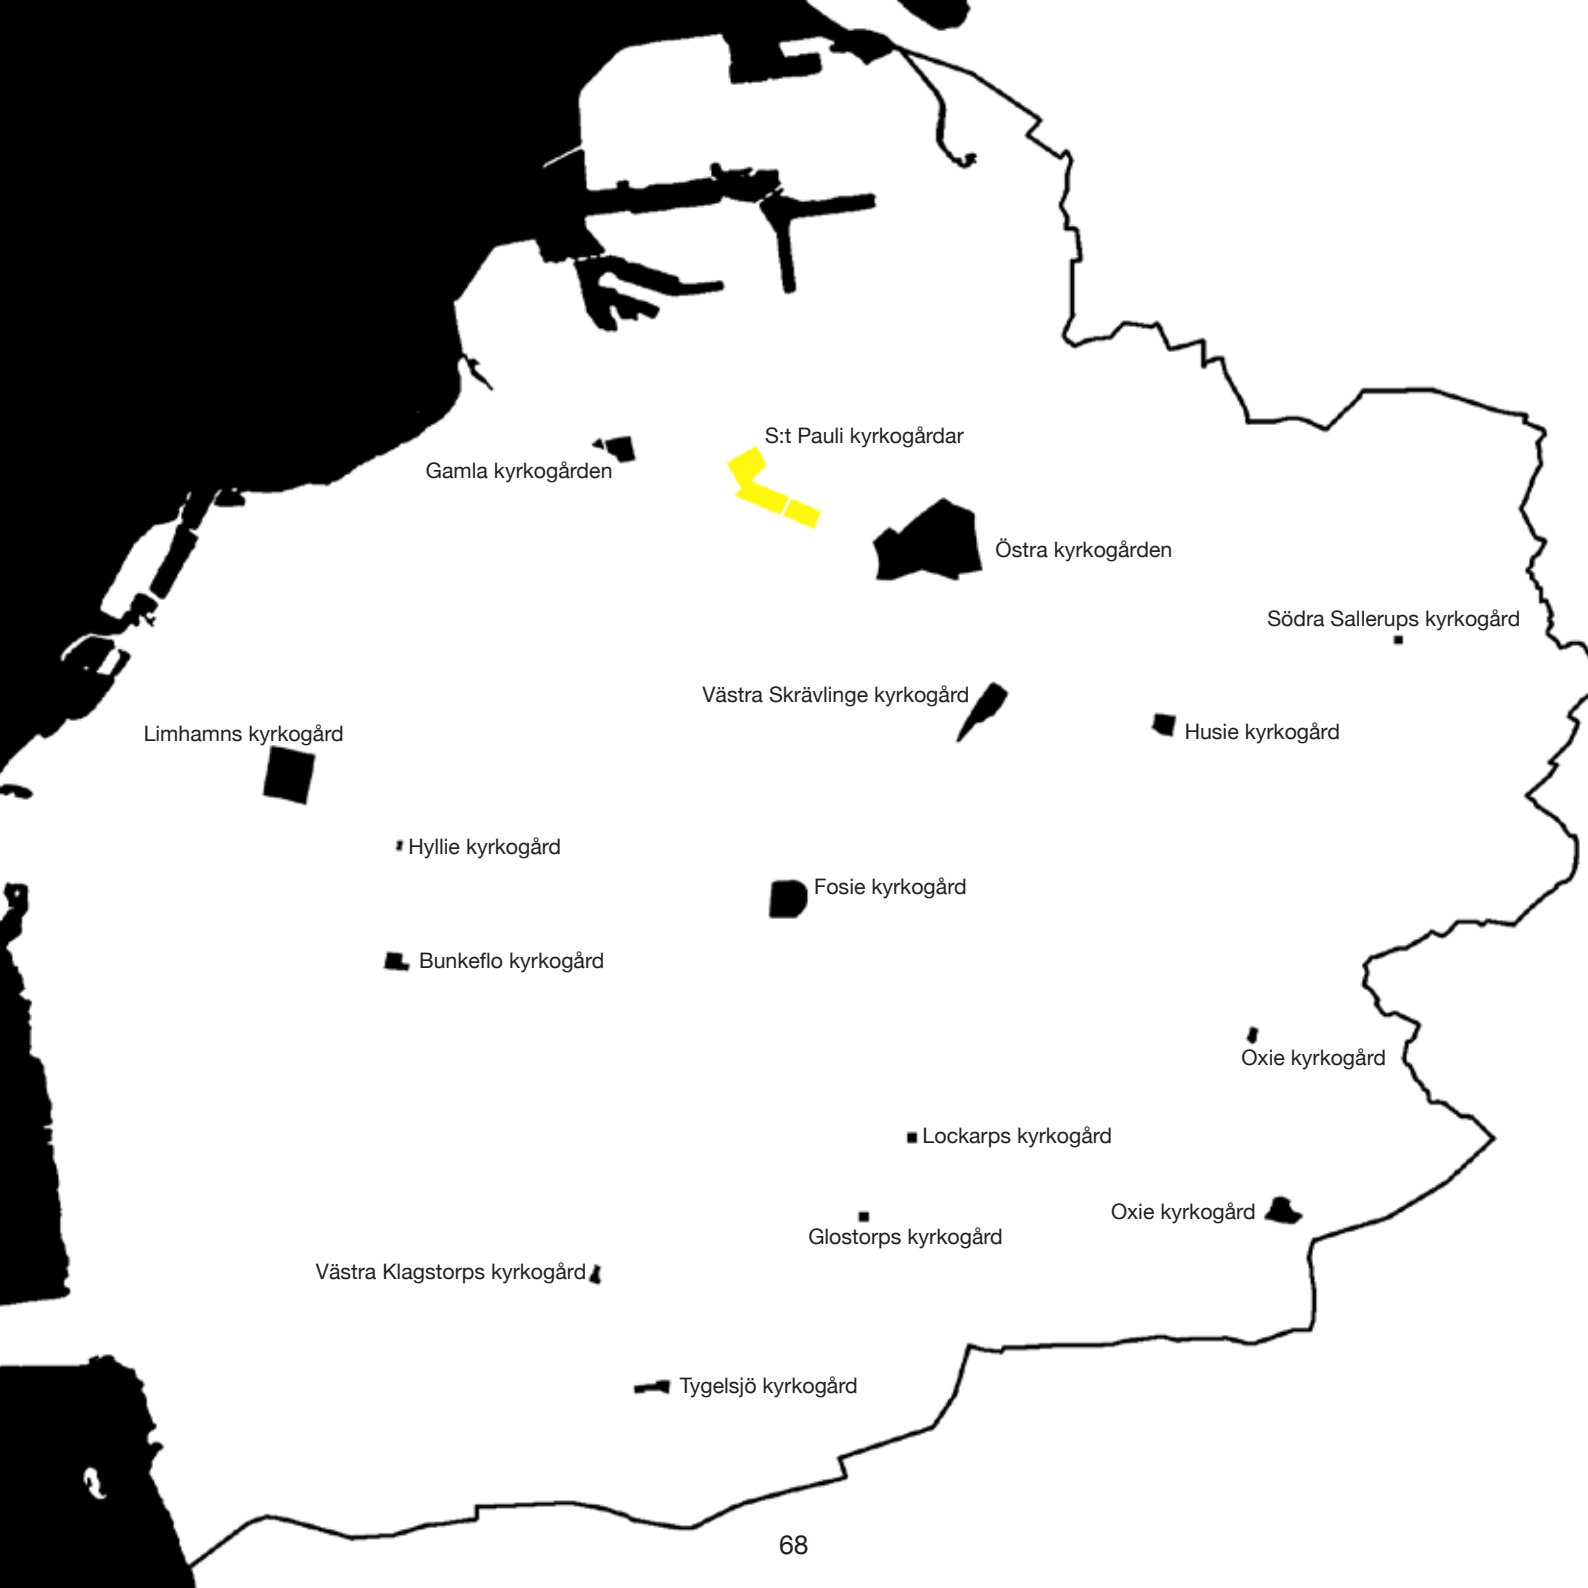 S:t Pauli kyrkogårdar
Gamla kyrkogården
Östra kyrkogården
Södra Sallerups kyrkogård
Västra Skrävlinge kyrkogård
Husie kyrkogård
Limhamns kyrkogård
Hyllie kyrkogård
Fosie kyrkogård
Bunkeflo kyrkogård
Oxie kyrkogård
Lockarps kyrkogård
Oxie kyrkogård
Glostorps kyrkogård
Västra Klagstorps kyrkogård
Tygelsjö kyrkogård
68